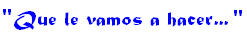 "Que le vamos a hacer..."